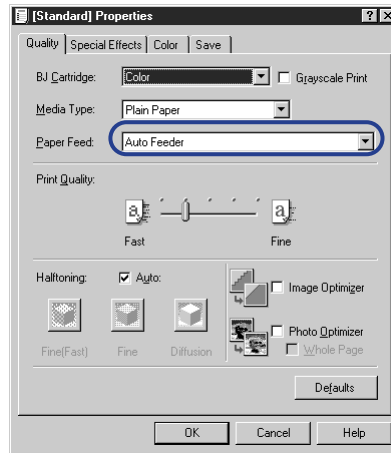 [Standard] Properties
Quality Special Effects Color Save
BJ Cartridge: Color Grayscale Print
Media Type: Plain Paper
Paper Feed: Auto Feeder
Print Quality:
a a
Fast Fine
Halftoning: Auto: Image Optimizer
Photo Optimizer
Fine(Fast) Fine Diffusion Whole Page
Defaults
OK Cancel Help